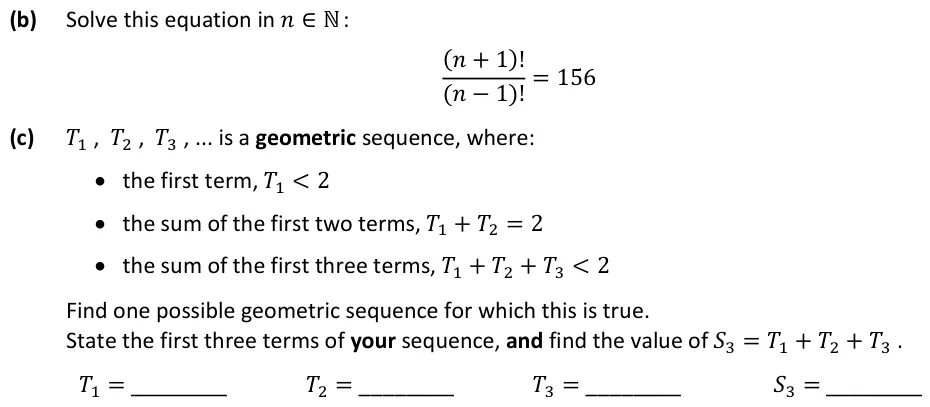 (b) Solve this equation in n ∈ ℕ:
(n + 1)!
(n − 1)! = 156
(c) T₁ , T₂ , T₃ , ... is a geometric sequence, where:
• the first term, T₁ < 2
• the sum of the first two terms, T₁ + T₂ = 2
• the sum of the first three terms, T₁ + T₂ + T₃ < 2
Find one possible geometric sequence for which this is true.
State the first three terms of your sequence, and find the value of S₃ = T₁ + T₂ + T₃ .
T₁ = ________ T₂ = ________ T₃ = ________ S₃ = ________